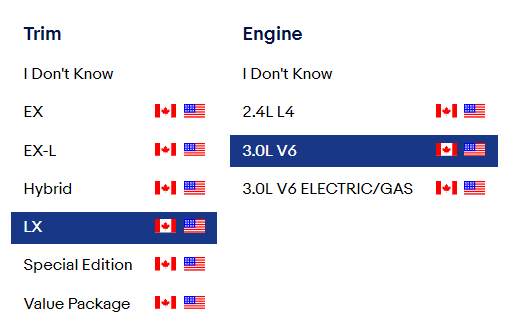 Trim
I Don't Know
EX
EX-L
Hybrid
LX
Special Edition
Value Package
Engine
I Don't Know
2.4L L4
3.0L V6
3.0L V6 ELECTRIC/GAS